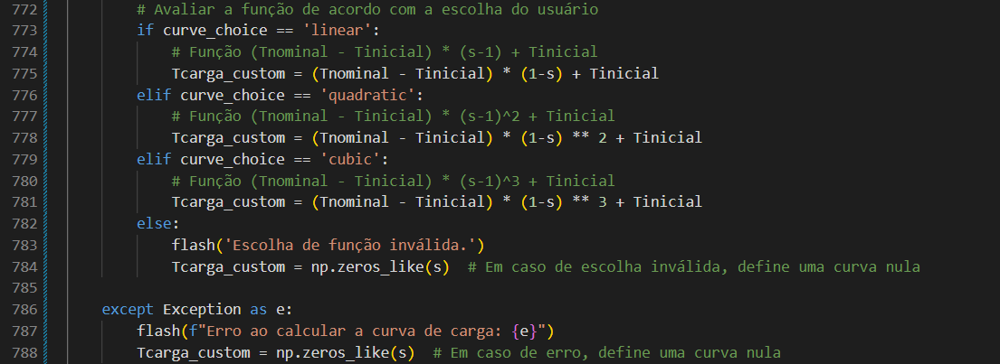 772 # Avaliar a função de acordo com a escolha do usuário
773 if curve_choice == 'linear':
774 # Função (Tnominal - Tinicial) * (s-1) + Tinicial
775 Tcarga_custom = (Tnominal - Tinicial) * (1-s) + Tinicial
776 elif curve_choice == 'quadratic':
777 # Função (Tnominal - Tinicial) * (s-1)^2 + Tinicial
778 Tcarga_custom = (Tnominal - Tinicial) * (1-s) ** 2 + Tinicial
779 elif curve_choice == 'cubic':
780 # Função (Tnominal - Tinicial) * (s-1)^3 + Tinicial
781 Tcarga_custom = (Tnominal - Tinicial) * (1-s) ** 3 + Tinicial
782 else:
783 flash('Escolha de função inválida.')
784 Tcarga_custom = np.zeros_like(s)  # Em caso de escolha inválida, define uma curva nula
785
786 except Exception as e:
787 flash(f"Erro ao calcular a curva de carga: {e}")
788 Tcarga_custom = np.zeros_like(s)  # Em caso de erro, define uma curva nula